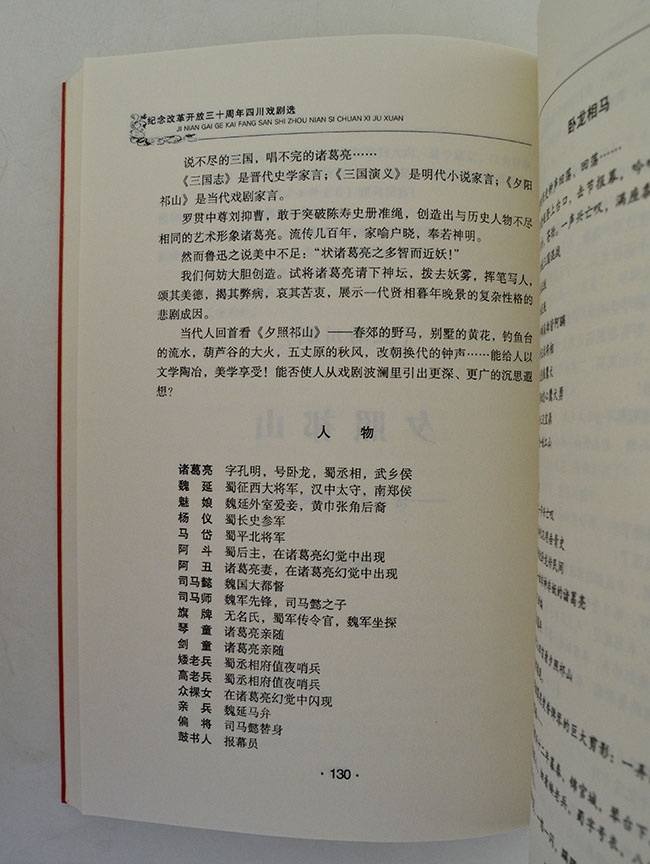 纪念改革开放三十周年四川戏剧选
JI NIAN GAI GE KAI FANG SAN SHI ZHOU NIAN SI CHUAN XI JU XUAN
说不尽的三国，唱不完的诸葛亮……
《三国志》是晋代史学家言；《三国演义》是明代小说家言；《夕阳
祁山》是当代戏剧家言。
罗贯中尊刘抑曹，敢于突破陈寿史册准绳，创造出与历史人物不尽
相同的艺术形象诸葛亮。流传几百年，家喻户晓，奉若神明。
然而鲁迅之说美中不足：“状诸葛亮之多智而近妖！”
我们何妨大胆创造。试将诸葛亮请下神坛，拨去妖雾，挥笔写人，
颂其美德，揭其弊病，哀其苦衷，展示一代贤相暮年晚景的复杂性格的
悲剧成因。
当代人回首看《夕照祁山》——春郊的野马，别墅的黄花，钓鱼台
的流水，葫芦谷的大火，五丈原的秋风，改朝换代的钟声……能给人以
文学陶冶，美学享受！能否使人从戏剧波澜里引出更深、更广的沉思遐
想？
人 物
诸葛亮 字孔明，号卧龙，蜀丞相，武乡侯
魏 延 蜀征西大将军，汉中太守，南郑侯
魅 娘 魏延外室爱妾，黄巾张角后裔
杨 仪 蜀长史参军
马 岱 蜀平北将军
阿 斗 蜀后主，在诸葛亮幻觉中出现
阿 丑 诸葛亮妻，在诸葛亮幻觉中出现
司马懿 魏国大都督
司马师 魏军先锋，司马懿之子
旗 牌 无名氏，蜀军传令官，魏军坐探
琴 童 诸葛亮亲随
剑 童 诸葛亮亲随
矮老兵 蜀丞相府值夜哨兵
高老兵 蜀丞相府值夜哨兵
众裸女 在诸葛亮幻觉中闪现
亲 兵 魏延马弁
偏 将 司马懿替身
鼓书人 报幕员
·130·
卧龙相马